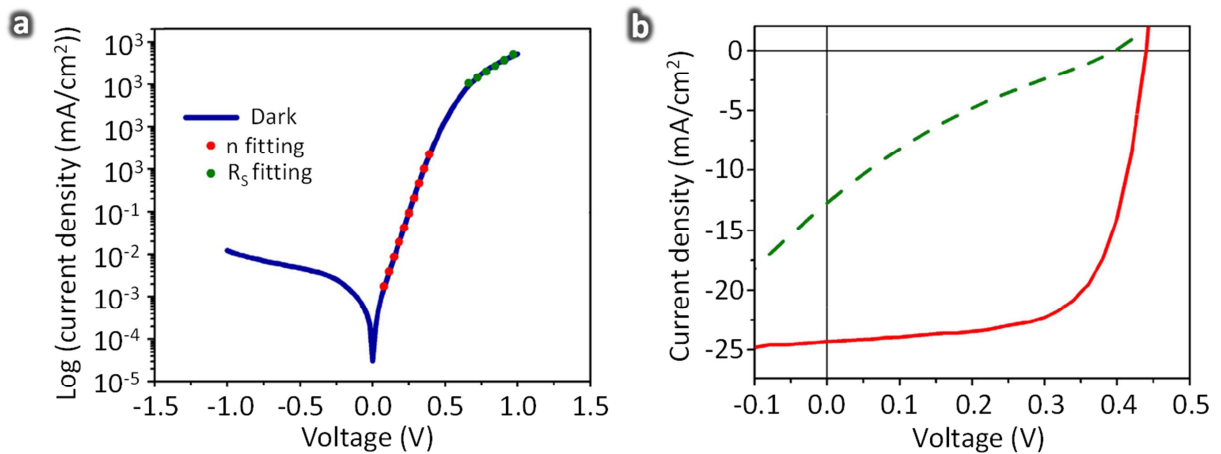 a
Log (current density (mA/cm²))
10³
10³
10³
10³
10⁻¹
10⁻²
10⁻³
10⁻⁴
10⁻⁵
Dark
n fitting
R_S fitting
-1.5 -1.0 -0.5 0.0 0.5 1.0 1.5
Voltage (V)
b
Current density (mA/cm²)
0
-5
-10
-15
-20
-25
-0.1 0.0 0.1 0.2 0.3 0.4 0.5
Voltage (V)